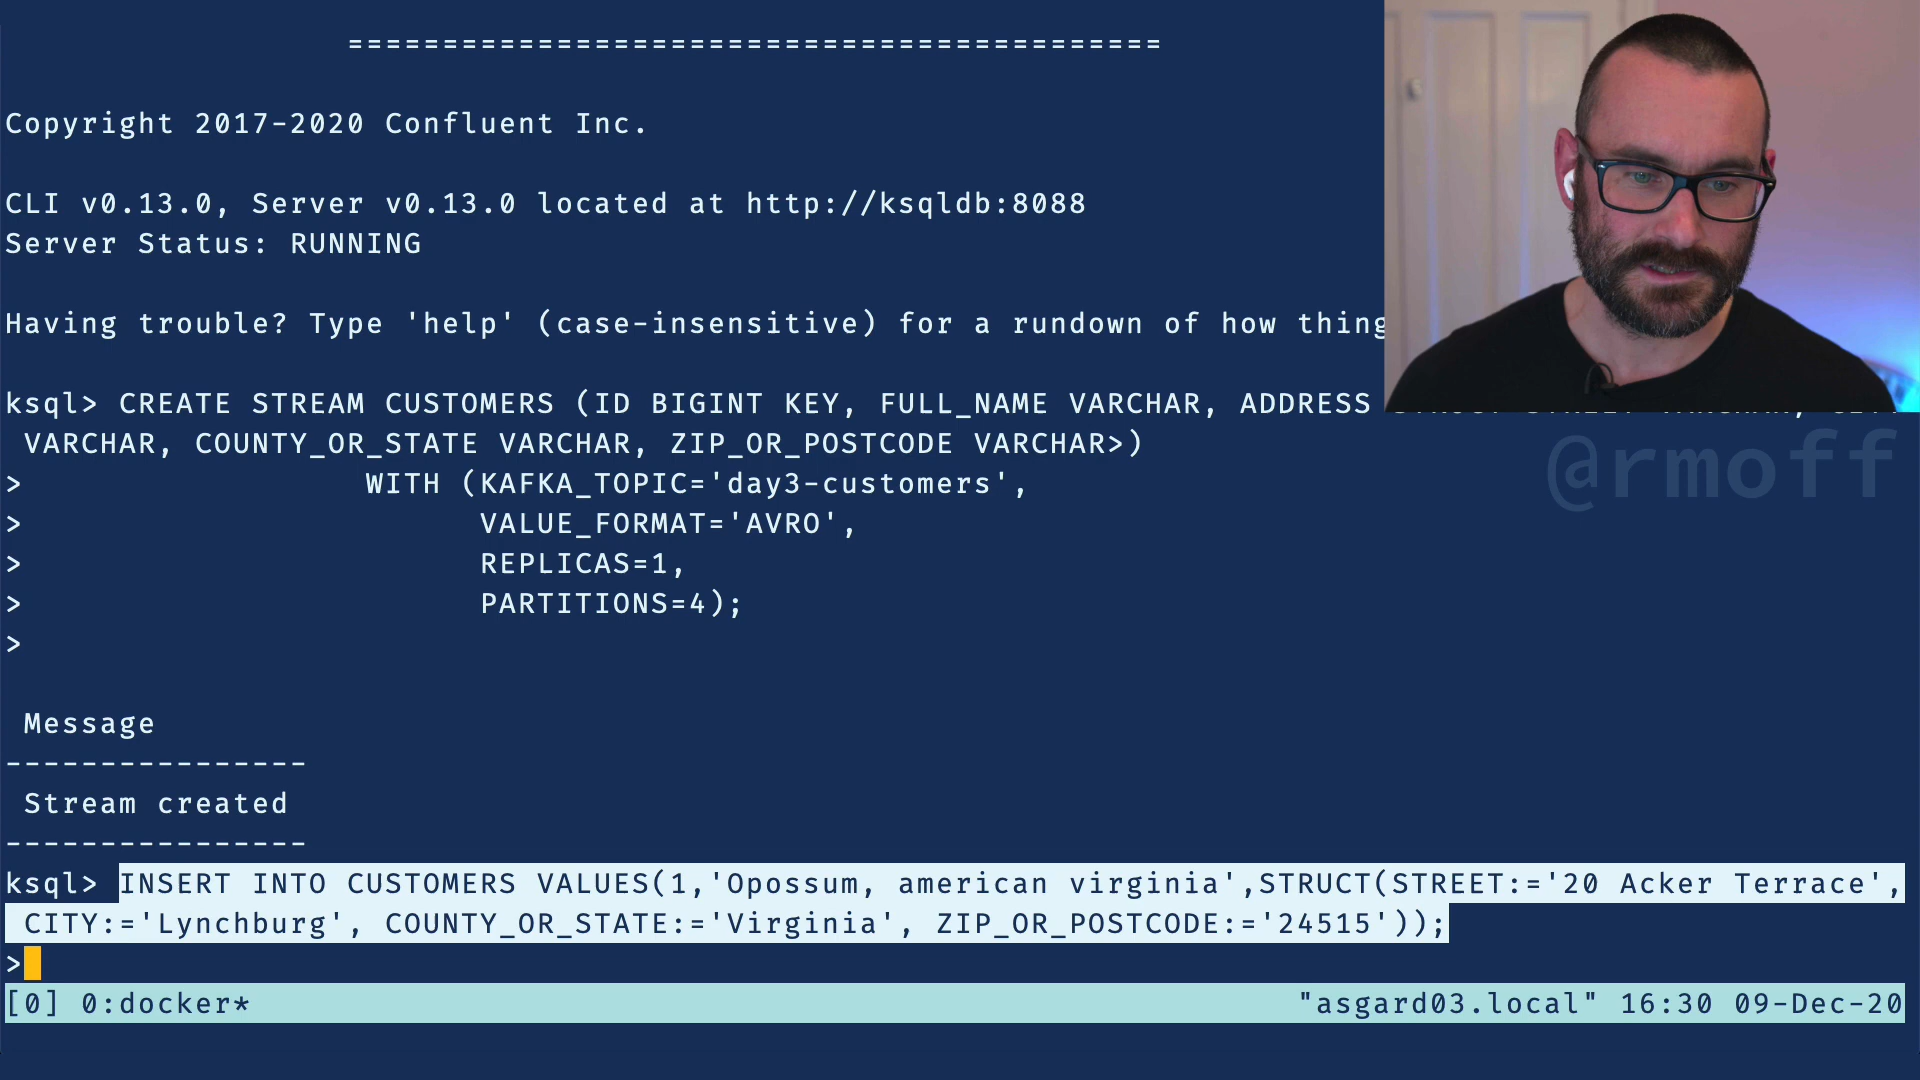 ===========================================
Copyright 2017-2020 Confluent Inc.
CLI v0.13.0, Server v0.13.0 located at http://ksqldb:8088
Server Status: RUNNING
Having trouble? Type 'help' (case-insensitive) for a rundown of how thing
ksql> CREATE STREAM CUSTOMERS (ID BIGINT KEY, FULL_NAME VARCHAR, ADDRESS
VARCHAR, COUNTY_OR_STATE VARCHAR, ZIP_OR_POSTCODE VARCHAR>)
@rmoff
> WITH (KAFKA_TOPIC='day3-customers',
> VALUE_FORMAT='AVRO',
> REPLICAS=1,
> PARTITIONS=4);
>
Message
----------------
Stream created
----------------
ksql> INSERT INTO CUSTOMERS VALUES(1,'Opossum, american virginia',STRUCT(STREET:='20 Acker Terrace',
CITY:='Lynchburg', COUNTY_OR_STATE:='Virginia', ZIP_OR_POSTCODE:='24515'));
>
[0] 0:docker* "asgard03.local" 16:30 09-Dec-20